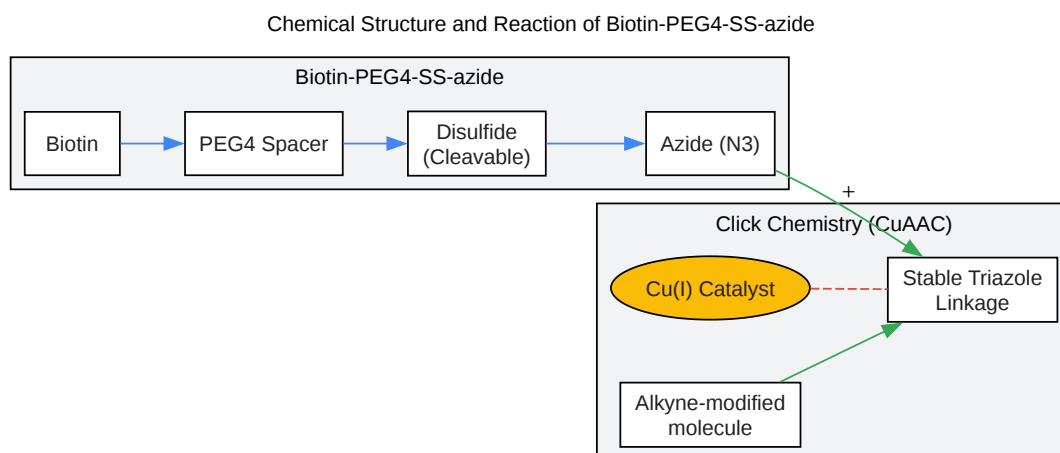 Chemical Structure and Reaction of Biotin-PEG4-SS-azide
Biotin-PEG4-SS-azide
Biotin
PEG4 Spacer
Disulfide
(Cleavable)
Azide (N3)
+
Click Chemistry (CuAAC)
Cu(I) Catalyst
Stable Triazole
Linkage
Alkyne-modified
molecule